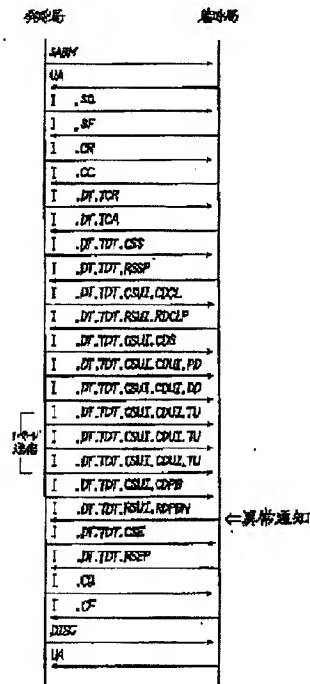 発呼局 着呼局
SABM
UA
I .SQ
I .SF
I .CR
I .CC
I .DT.TCR
I .DT.TCA
I .DT.TDT.CSS
I .DT.TDT.RSSP
I .DT.TDT.CSUI.CDCL
I .DT.TDT.RSUI.RDCLP
I .DT.TDT.CSUI.CDS
I .DT.TDT.CSUI.CDUI.PD
I .DT.TDT.CSUI.CDUI.DD
I .DT.TDT.CSUI.CDUI.TU
I .DT.TDT.CSUI.CDUI.TU
送信
I .DT.TDT.CSUI.CDUI.TU
I .DT.TDT.CSUI.CDPB
I .DT.TDT.RSUI.RDPBN
⇐異常通知
I .DT.TDT.CSE
I .DT.TDT.RSEP
I .CQ
I .CF
DISC
UA